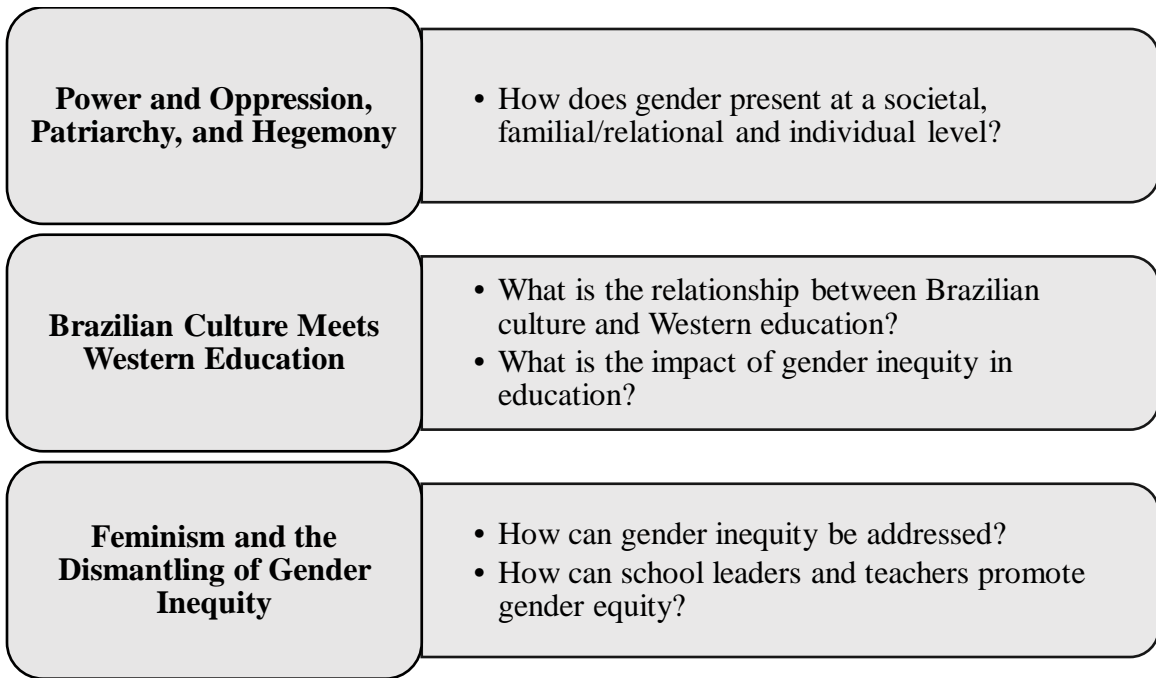 Power and Oppression,
Patriarchy, and Hegemony
• How does gender present at a societal,
familial/relational and individual level?
Brazilian Culture Meets
Western Education
• What is the relationship between Brazilian
culture and Western education?
• What is the impact of gender inequity in
education?
Feminism and the
Dismantling of Gender
Inequity
• How can gender inequity be addressed?
• How can school leaders and teachers promote
gender equity?